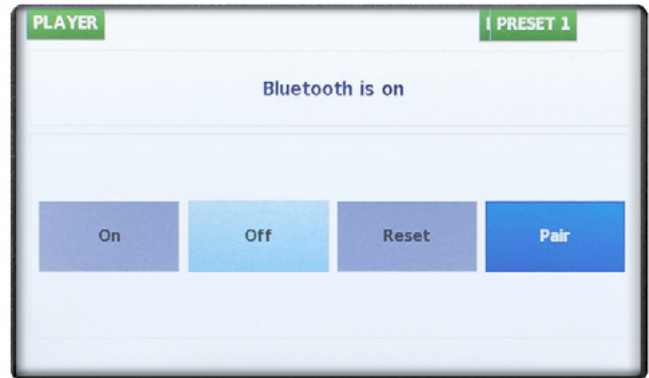 PLAYER
PRESET 1
Bluetooth is on
On
Off
Reset
Pair